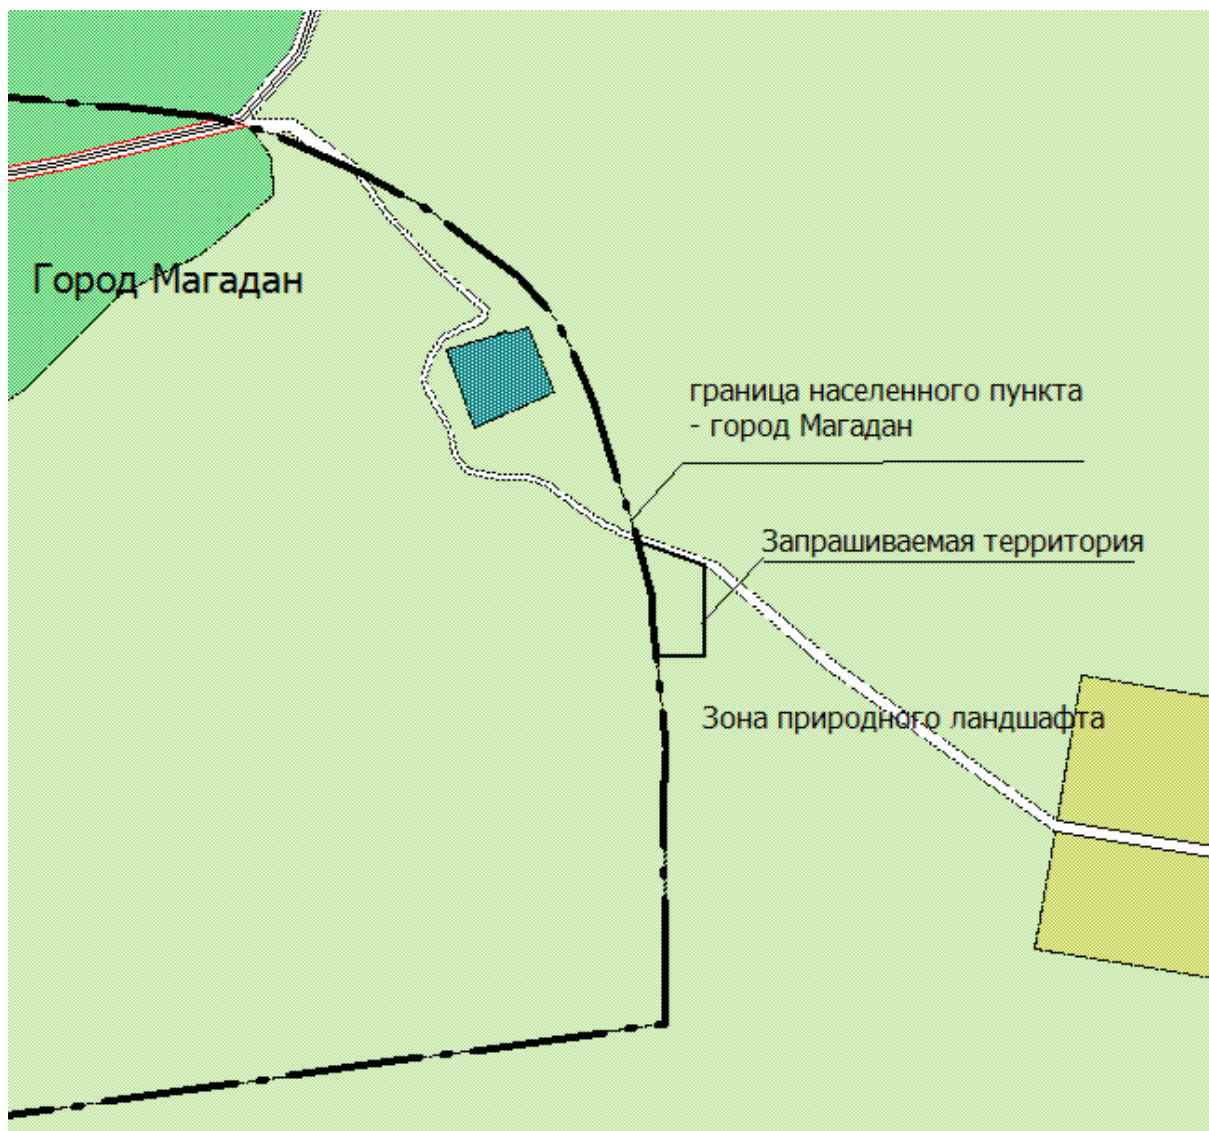 Город Магадан
граница населенного пункта
- город Магадан
Запрашиваемая территория
Зона природного ландшафта